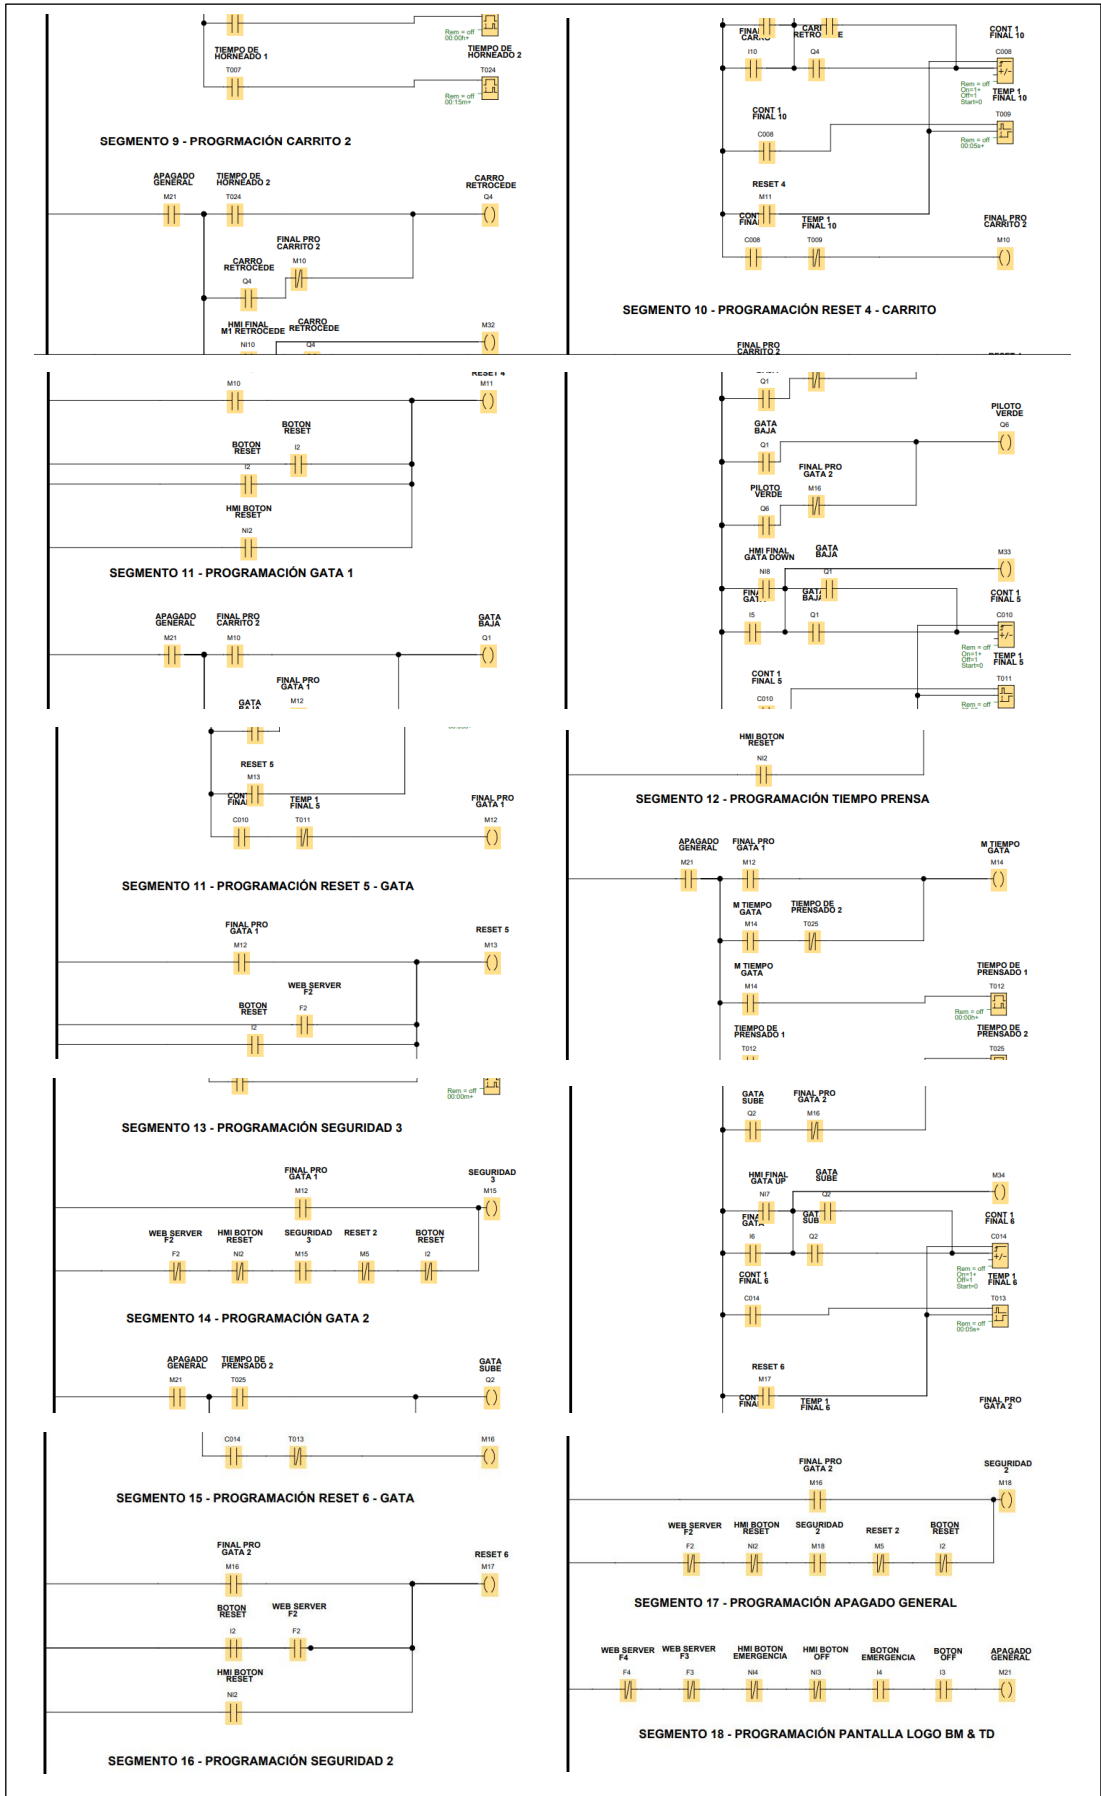 TIEMPO DE
HORNEADO 1
T007
Rem = off
00:00h+
TIEMPO DE
HORNEADO 2
T024
Rem = off
00:15m+
SEGMENTO 9 - PROGRMACIÓN CARRITO 2
APAGADO
GENERAL
M21
TIEMPO DE
HORNEADO 2
T024
CARRO
RETROCEDE
Q4
FINAL PRO
CARRITO 2
M10
CARRO
RETROCEDE
Q4
HMI FINAL
M1 RETROCEDE
NI10
CARRO
RETROCEDE
Q4
M32
I10
Q4
CONT 1
FINAL 10
C008
Rem = off
On=1+
Off=1
Start=0
TEMP 1
FINAL 10
T009
Rem = off
00:05s+
CONT 1
FINAL 10
C008
RESET 4
M11
C008
TEMP 1
FINAL 10
T009
FINAL PRO
CARRITO 2
M10
SEGMENTO 10 - PROGRAMACIÓN RESET 4 - CARRITO
FINAL PRO
CARRITO 2
M10
RESET 4
M11
BOTON
RESET
I2
BOTON
RESET
I2
HMI BOTON
RESET
NI2
SEGMENTO 11 - PROGRAMACIÓN GATA 1
APAGADO
GENERAL
M21
FINAL PRO
CARRITO 2
M10
GATA
BAJA
Q1
FINAL PRO
GATA 1
M12
GATA
BAJA
Q1
GATA
BAJA
Q1
PILOTO
VERDE
Q6
FINAL PRO
GATA 2
M16
PILOTO
VERDE
Q6
HMI FINAL
GATA DOWN
NI8
GATA
BAJA
Q1
M33
I5
Q1
CONT 1
FINAL 5
C010
Rem = off
On=1+
Off=1
Start=0
TEMP 1
FINAL 5
T011
Rem = off
CONT 1
FINAL 5
C010
RESET 5
M13
C010
TEMP 1
FINAL 5
T011
FINAL PRO
GATA 1
M12
SEGMENTO 11 - PROGRAMACIÓN RESET 5 - GATA
FINAL PRO
GATA 1
M12
RESET 5
M13
WEB SERVER
F2
F2
BOTON
RESET
I2
HMI BOTON
RESET
NI2
SEGMENTO 12 - PROGRAMACIÓN TIEMPO PRENSA
APAGADO
GENERAL
M21
FINAL PRO
GATA 1
M12
M TIEMPO
GATA
M14
M TIEMPO
GATA
M14
TIEMPO DE
PRENSADO 2
T025
M TIEMPO
GATA
M14
TIEMPO DE
PRENSADO 1
T012
Rem = off
00:00h+
TIEMPO DE
PRENSADO 1
T012
TIEMPO DE
PRENSADO 2
T025
Rem = off
00:00m+
SEGMENTO 13 - PROGRAMACIÓN SEGURIDAD 3
FINAL PRO
GATA 1
M12
SEGURIDAD
3
M15
WEB SERVER
F2
F2
HMI BOTON
RESET
NI2
SEGURIDAD
3
M15
RESET 2
M5
BOTON
RESET
I2
SEGMENTO 14 - PROGRAMACIÓN GATA 2
APAGADO
GENERAL
M21
TIEMPO DE
PRENSADO 2
T025
GATA
SUBE
Q2
GATA
SUBE
Q2
FINAL PRO
GATA 2
M16
HMI FINAL
GATA UP
NI7
GATA
SUBE
Q2
M34
I6
Q2
CONT 1
FINAL 6
C014
Rem = off
On=1+
Off=1
Start=0
TEMP 1
FINAL 6
T013
Rem = off
00:05s+
CONT 1
FINAL 6
C014
RESET 6
M17
TEMP 1
FINAL 6
FINAL PRO
GATA 2
C014
T013
M16
SEGMENTO 15 - PROGRAMACIÓN RESET 6 - GATA
FINAL PRO
GATA 2
M16
RESET 6
M17
BOTON
RESET
I2
WEB SERVER
F2
F2
HMI BOTON
RESET
NI2
SEGMENTO 16 - PROGRAMACIÓN SEGURIDAD 2
FINAL PRO
GATA 2
M16
SEGURIDAD
2
M18
WEB SERVER
F2
F2
HMI BOTON
RESET
NI2
SEGURIDAD
2
M18
RESET 2
M5
BOTON
RESET
I2
SEGMENTO 17 - PROGRAMACIÓN APAGADO GENERAL
WEB SERVER
F4
F4
WEB SERVER
F3
F3
HMI BOTON
EMERGENCIA
NI4
HMI BOTON
OFF
NI3
BOTON
EMERGENCIA
I4
BOTON
OFF
I3
APAGADO
GENERAL
M21
SEGMENTO 18 - PROGRAMACIÓN PANTALLA LOGO BM & TD